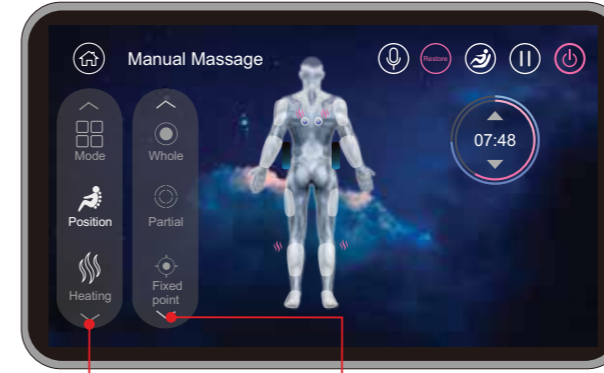 Manual Massage
Restore
Mode
Whole
07:48
Position
Partial
Heating
Fixed
point